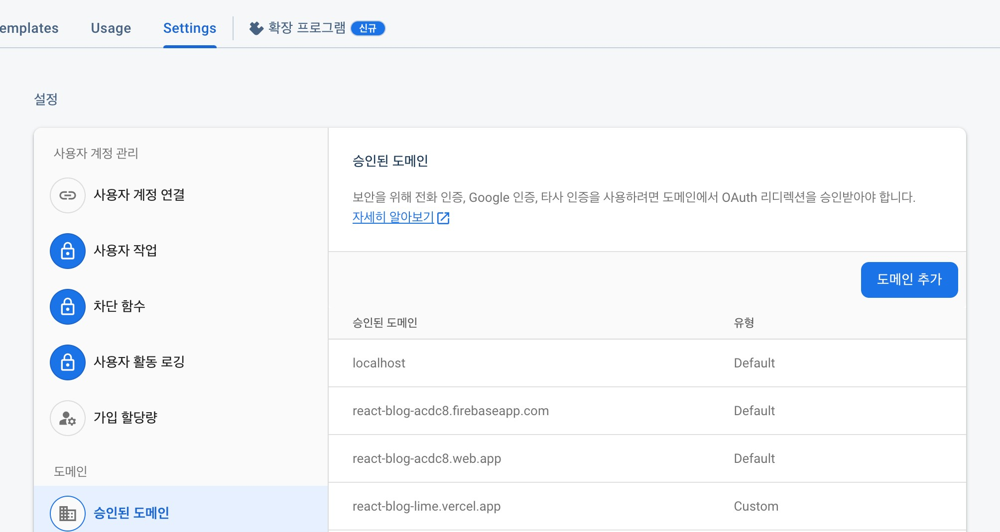 emplates
Usage
Settings
확장 프로그램
신규
설정
사용자 계정 관리
사용자 계정 연결
사용자 작업
차단 함수
사용자 활동 로깅
가입 할당량
도메인
승인된 도메인
승인된 도메인
보안을 위해 전화 인증, Google 인증, 타사 인증을 사용하려면 도메인에서 OAuth 리디렉션을 승인받아야 합니다.
자세히 알아보기
도메인 추가
승인된 도메인 유형
localhost Default
react-blog-acdc8.firebaseapp.com Default
react-blog-acdc8.web.app Default
react-blog-lime.vercel.app Custom